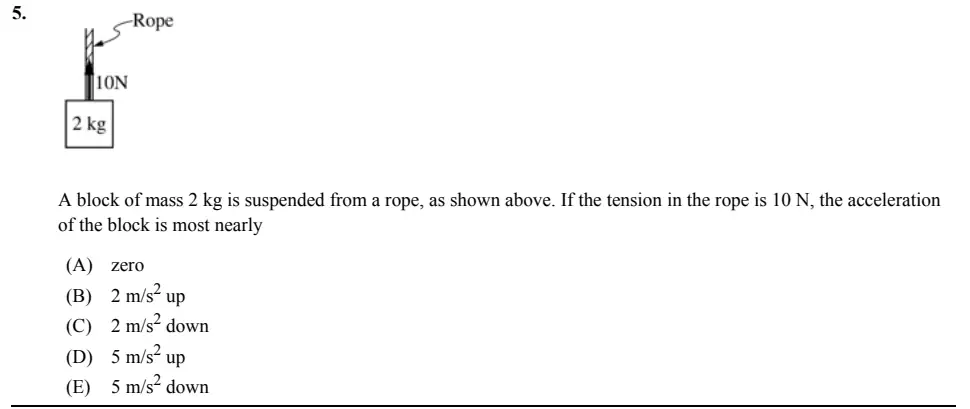 5.
Rope
10N
2 kg
A block of mass 2 kg is suspended from a rope, as shown above. If the tension in the rope is 10 N, the acceleration
of the block is most nearly
(A) zero
(B) 2 m/s² up
(C) 2 m/s² down
(D) 5 m/s² up
(E) 5 m/s² down